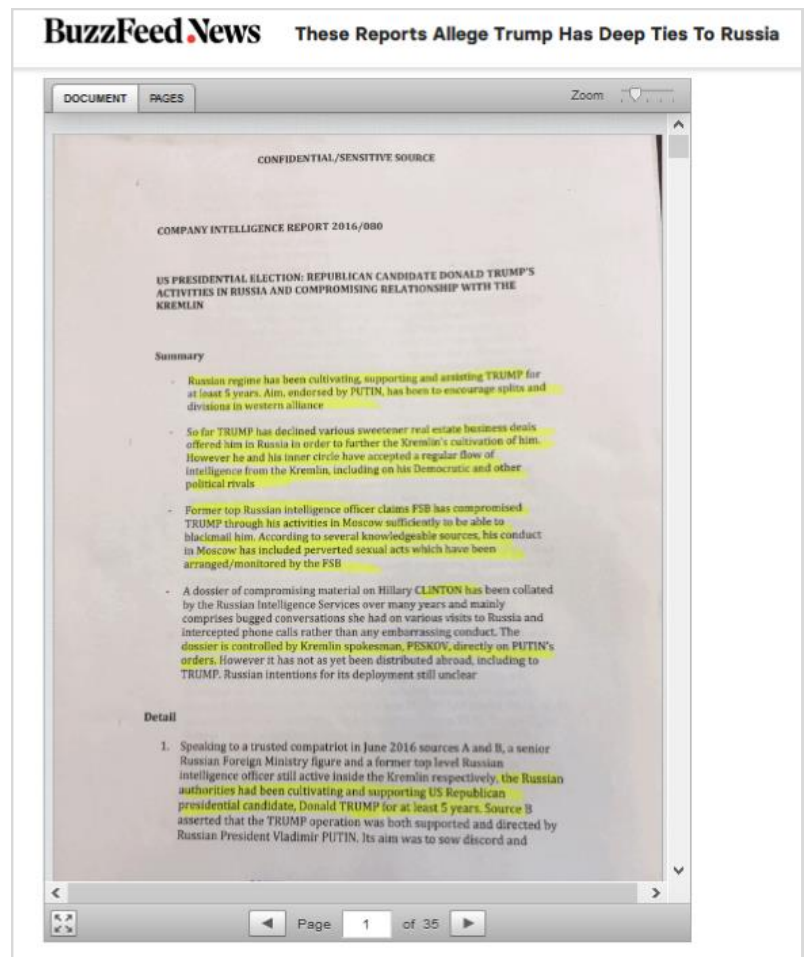 BuzzFeed News These Reports Allege Trump Has Deep Ties To Russia
DOCUMENT PAGES Zoom
CONFIDENTIAL/SENSITIVE SOURCE
COMPANY INTELLIGENCE REPORT 2016/080
US PRESIDENTIAL ELECTION: REPUBLICAN CANDIDATE DONALD TRUMP'S
ACTIVITIES IN RUSSIA AND COMPROMISING RELATIONSHIP WITH THE
KREMLIN
Summary
- Russian regime has been cultivating, supporting and assisting TRUMP for
at least 5 years. Aim, endorsed by PUTIN, has been to encourage splits and
divisions in western alliance
- So far TRUMP has declined various sweetener real estate business deals
offered him in Russia in order to further the Kremlin's cultivation of him.
However he and his inner circle have accepted a regular flow of
intelligence from the Kremlin, including on his Democratic and other
political rivals
- Former top Russian intelligence officer claims FSB has compromised
TRUMP through his activities in Moscow sufficiently to be able to
blackmail him. According to several knowledgeable sources, his conduct
in Moscow has included perverted sexual acts which have been
arranged/monitored by the FSB
- A dossier of compromising material on Hillary CLINTON has been collated
by the Russian Intelligence Services over many years and mainly
comprises bugged conversations she had on various visits to Russia and
intercepted phone calls rather than any embarrassing conduct. The
dossier is controlled by Kremlin spokesman, PESKOV, directly on PUTIN's
orders. However it has not as yet been distributed abroad, including to
TRUMP. Russian intentions for its deployment still unclear
Detail
1. Speaking to a trusted compatriot in June 2016 sources A and B, a senior
Russian Foreign Ministry figure and a former top level Russian
intelligence officer still active inside the Kremlin respectively, the Russian
authorities had been cultivating and supporting US Republican
presidential candidate, Donald TRUMP for at least 5 years. Source B
asserted that the TRUMP operation was both supported and directed by
Russian President Vladimir PUTIN. Its aim was to sow discord and
Page 1 of 35